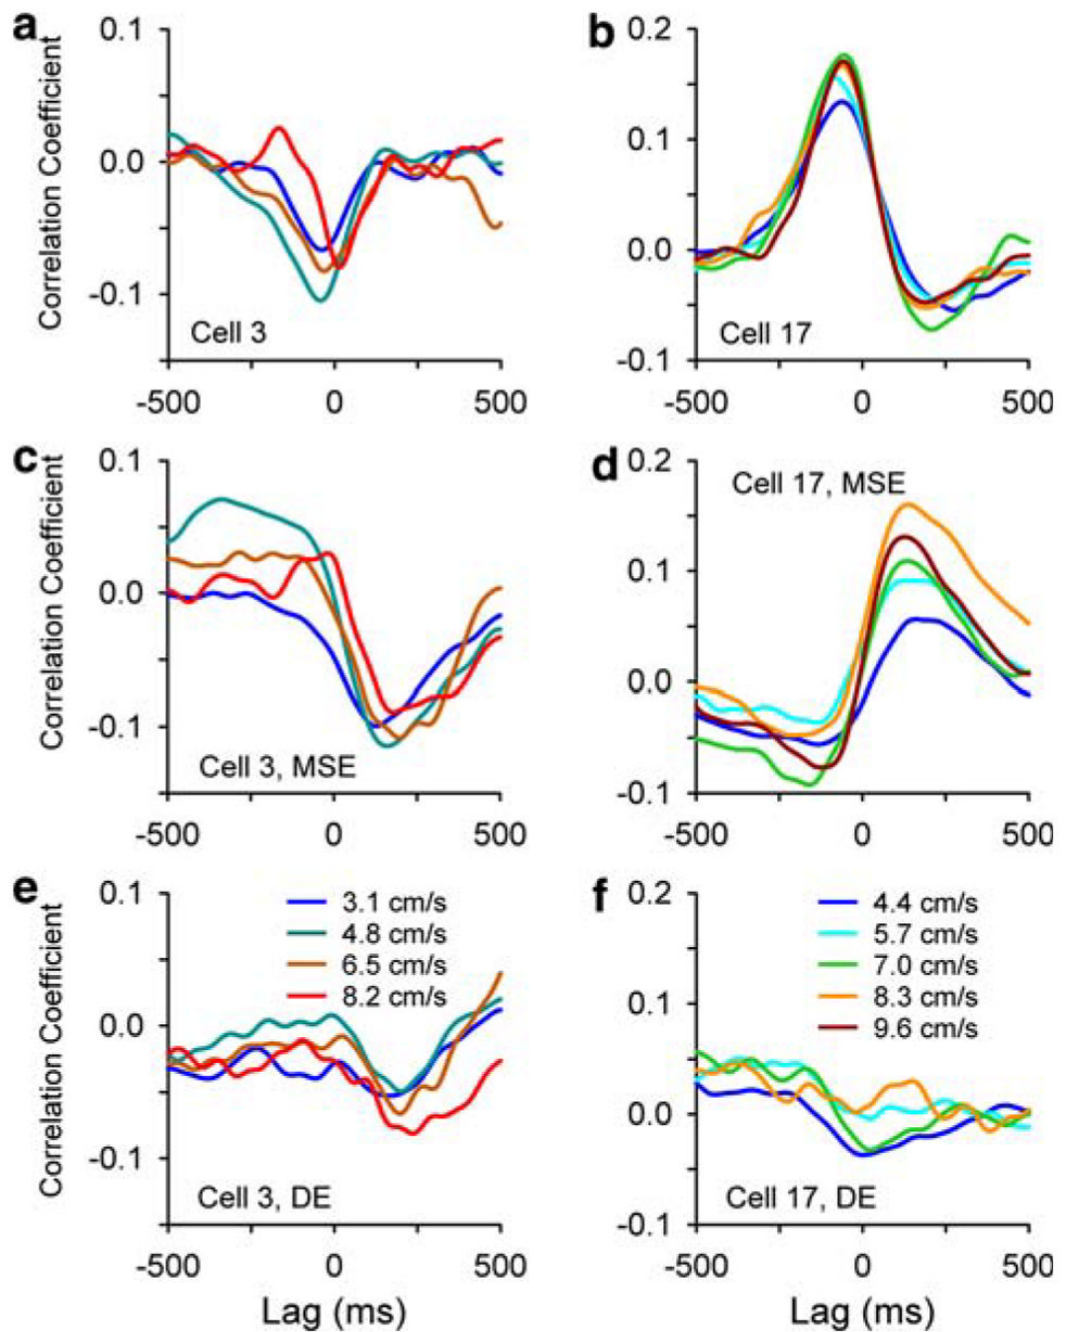 a
b
Correlation Coefficient
0.1
0.0
-0.1
Cell 3
-500
0
500
0.2
0.1
0.0
-0.1
Cell 17
-500
0
500
c
d
Correlation Coefficient
0.1
0.0
-0.1
Cell 3, MSE
-500
0
500
0.2
0.1
0.0
-0.1
Cell 17, MSE
-500
0
500
e
f
Correlation Coefficient
0.1
0.0
-0.1
3.1 cm/s
4.8 cm/s
6.5 cm/s
8.2 cm/s
Cell 3, DE
-500
0
500
Lag (ms)
0.2
0.1
0.0
-0.1
4.4 cm/s
5.7 cm/s
7.0 cm/s
8.3 cm/s
9.6 cm/s
Cell 17, DE
-500
0
500
Lag (ms)